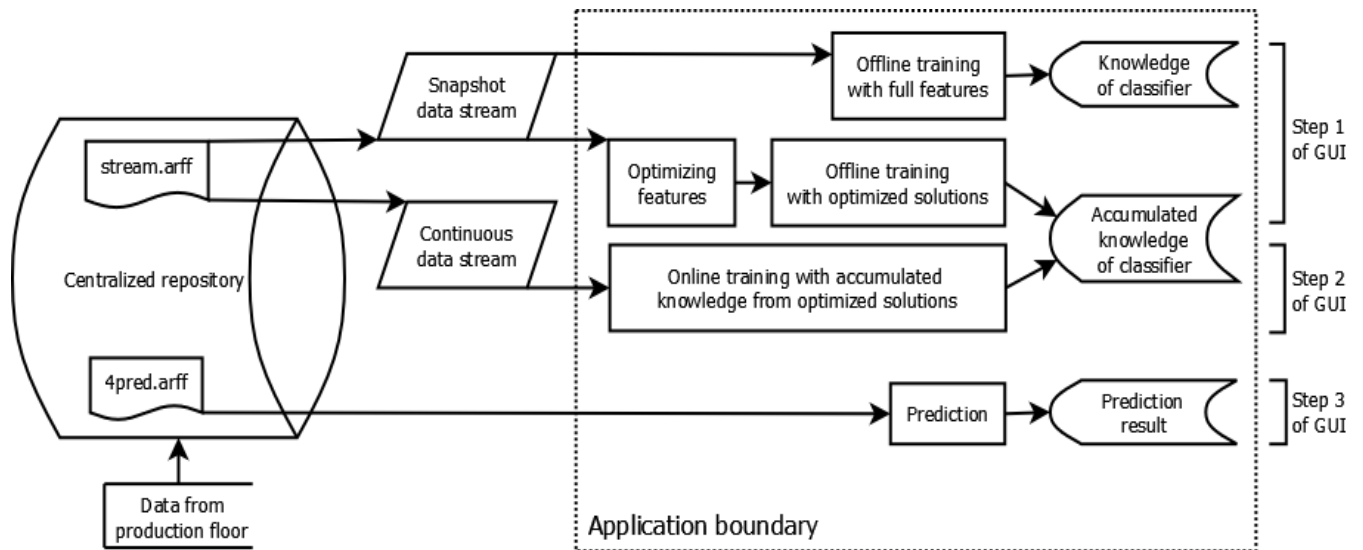 Snapshot
data stream
Offline training
with full features
Knowledge
of classifier
Step 1
of GUI
stream.arff
Optimizing
features
Offline training
with optimized solutions
Accumulated
knowledge
of classifier
Centralized repository
Continuous
data stream
Online training with accumulated
knowledge from optimized solutions
Step 2
of GUI
4pred.arff
Prediction
Prediction
result
Step 3
of GUI
Data from
production floor
Application boundary